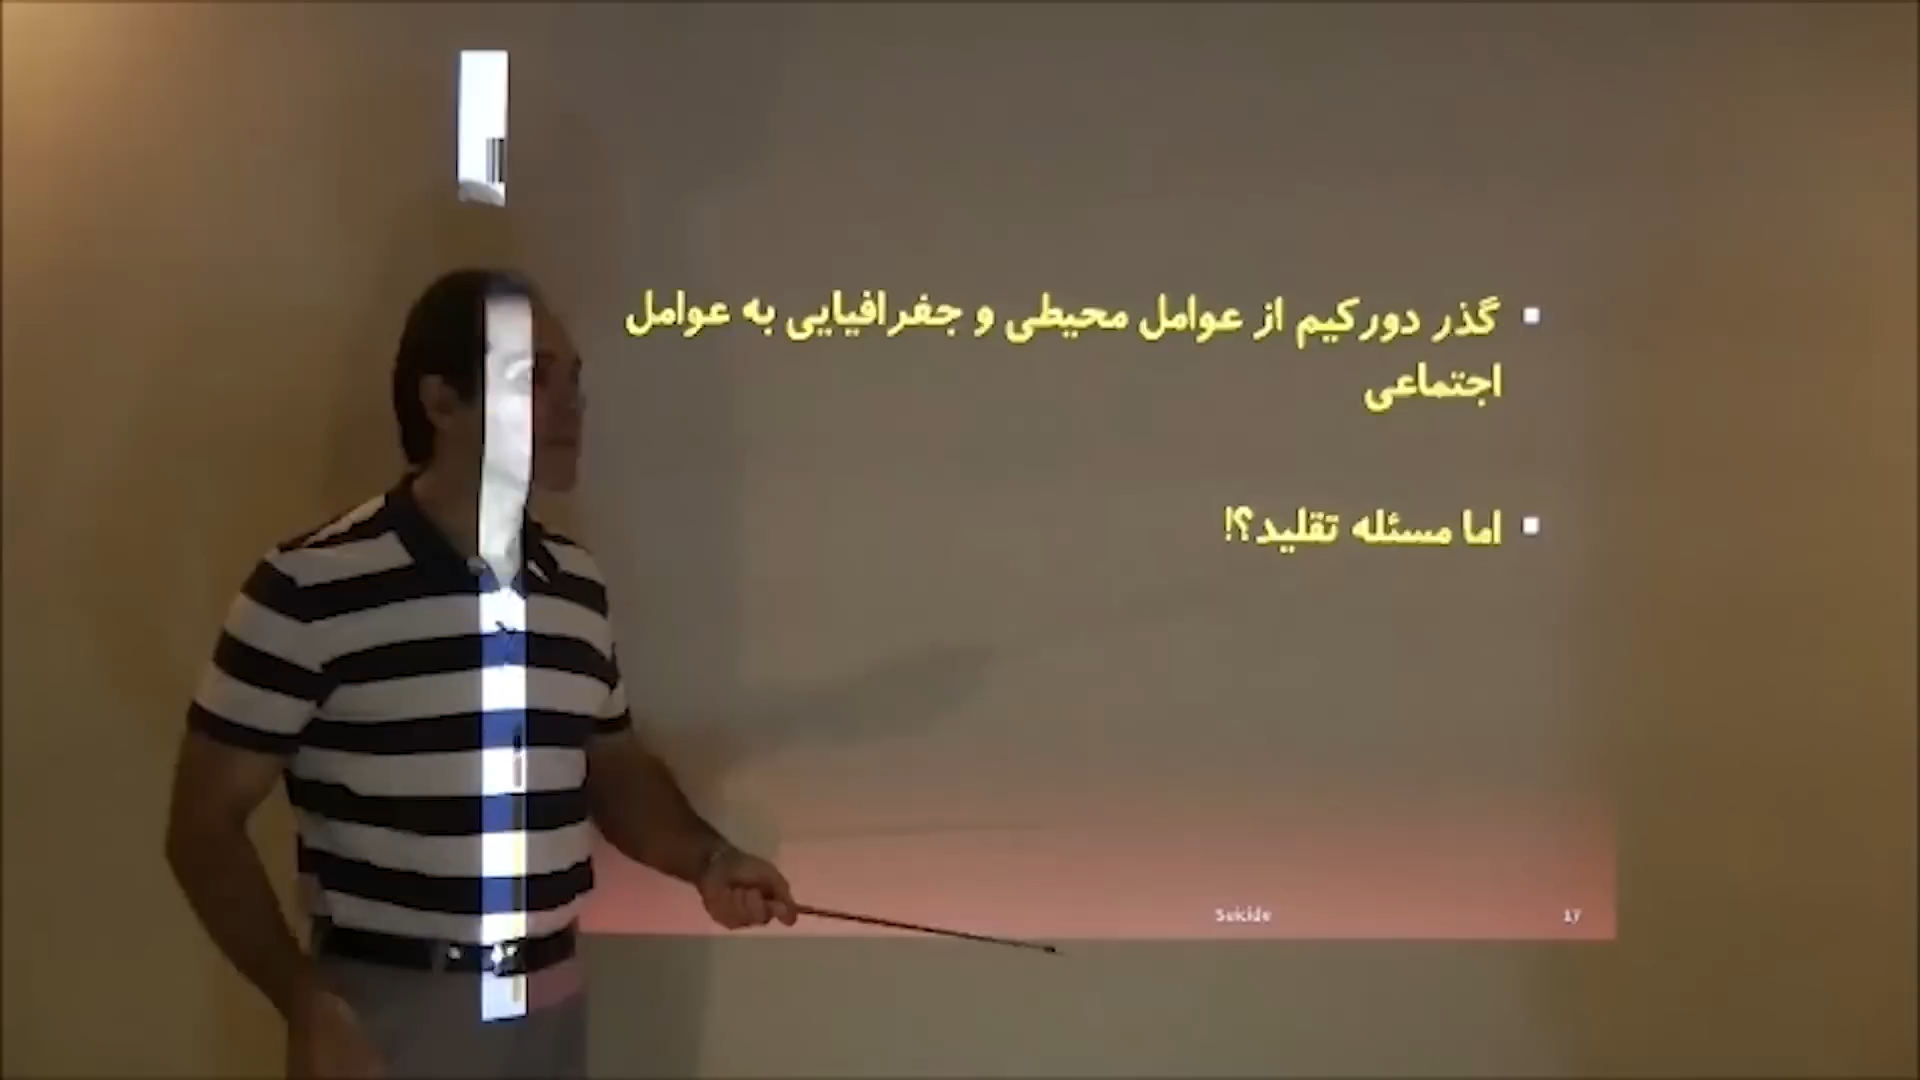 گذر دورکیم از عوامل محیطی و جغرافیایی به عوامل
اجتماعی
اما مسئله تقلید؟!
Suicide
17